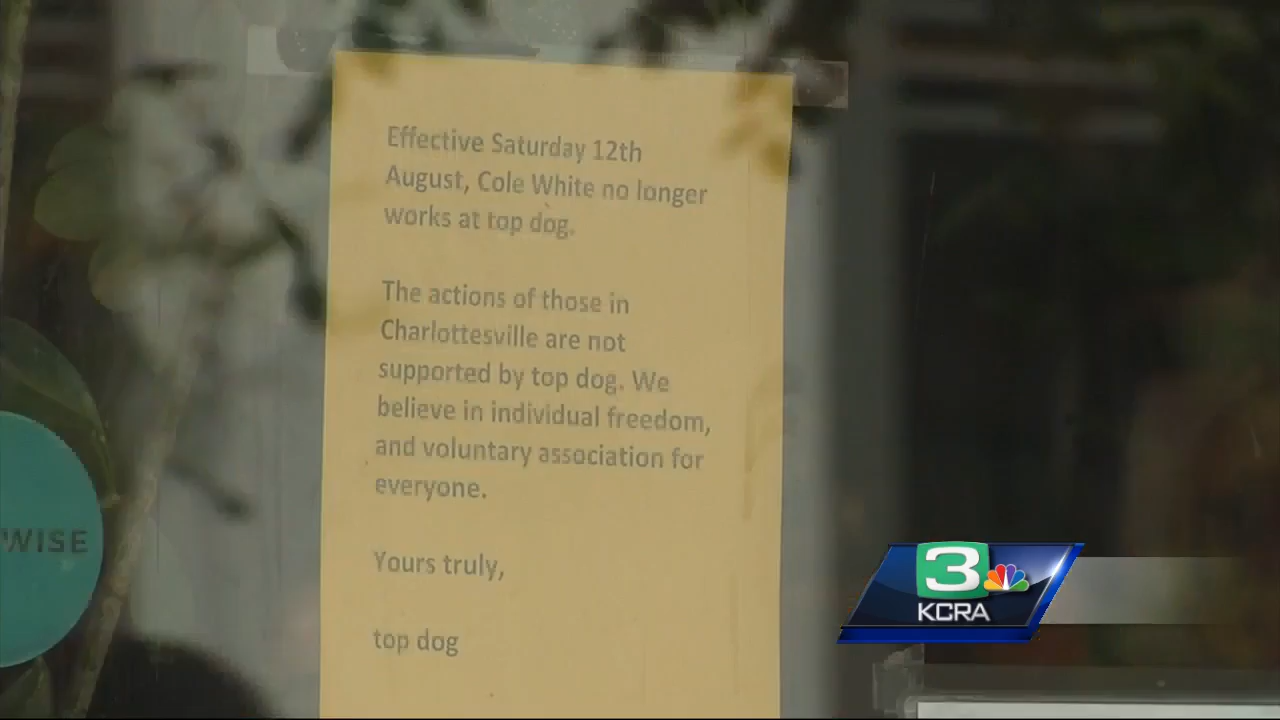 Effective Saturday 12th
August, Cole White no longer
works at top dog.
The actions of those in
Charlottesville are not
supported by top dog. We
believe in individual freedom,
and voluntary association for
everyone.
Yours truly,
top dog
WISE
3
KCRA